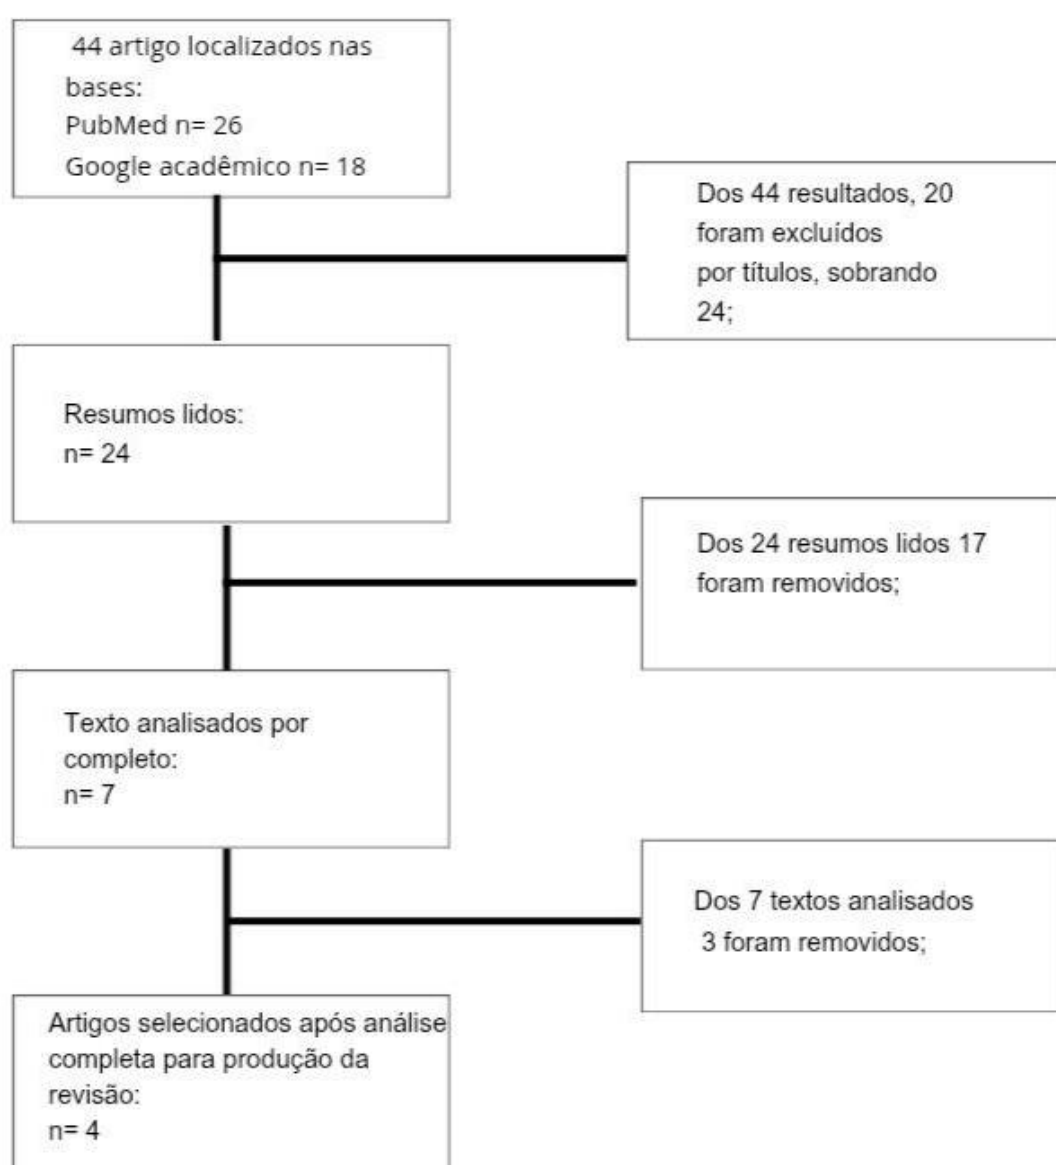 44 artigo localizados nas
bases:
PubMed n= 26
Google acadêmico n= 18
Dos 44 resultados, 20
foram excluídos
por títulos, sobrando
24;
Resumos lidos:
n= 24
Dos 24 resumos lidos 17
foram removidos;
Texto analisados por
completo:
n= 7
Dos 7 textos analisados
3 foram removidos;
Artigos selecionados após análise
completa para produção da
revisão:
n= 4